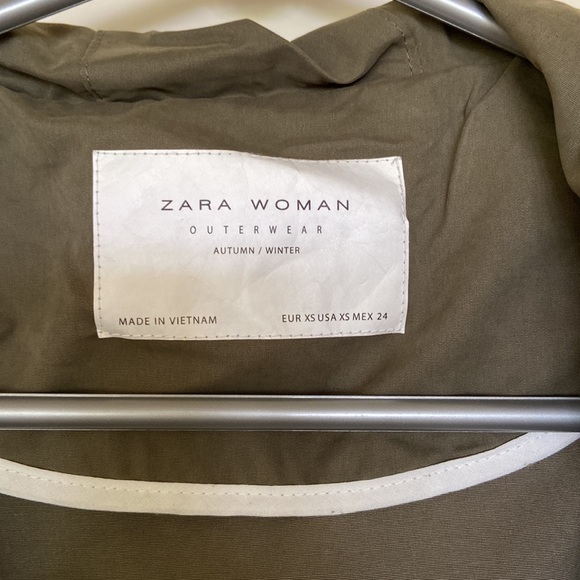 ZARA WOMAN
OUTERWEAR
AUTUMN / WINTER
MADE IN VIETNAM EUR XS USA XS MEX 24